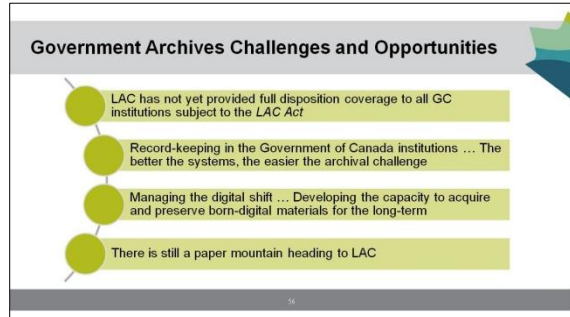 Government Archives Challenges and Opportunities
LAC has not yet provided full disposition coverage to all GC
institutions subject to the LAC Act
Record-keeping in the Government of Canada institutions … The
better the systems, the easier the archival challenge
Managing the digital shift … Developing the capacity to acquire
and preserve born-digital materials for the long-term
There is still a paper mountain heading to LAC
56